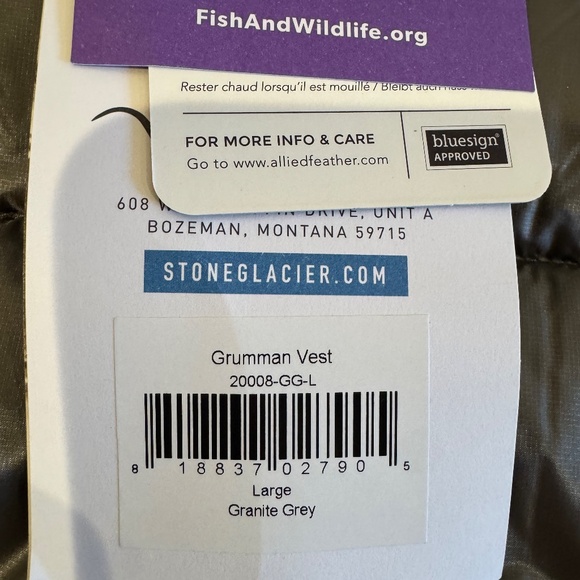 FishAndWildlife.org
Rester chaud lorsqu'il est mouillé / Bleibt auch
FOR MORE INFO & CARE
Go to www.alliedfeather.com
bluesign®
APPROVED
608 DRIVE, UNIT A
BOZEMAN, MONTANA 59715
STONEGLACIER.COM
Grumman Vest
20008-GG-L
8 18837 02790 5
Large
Granite Grey